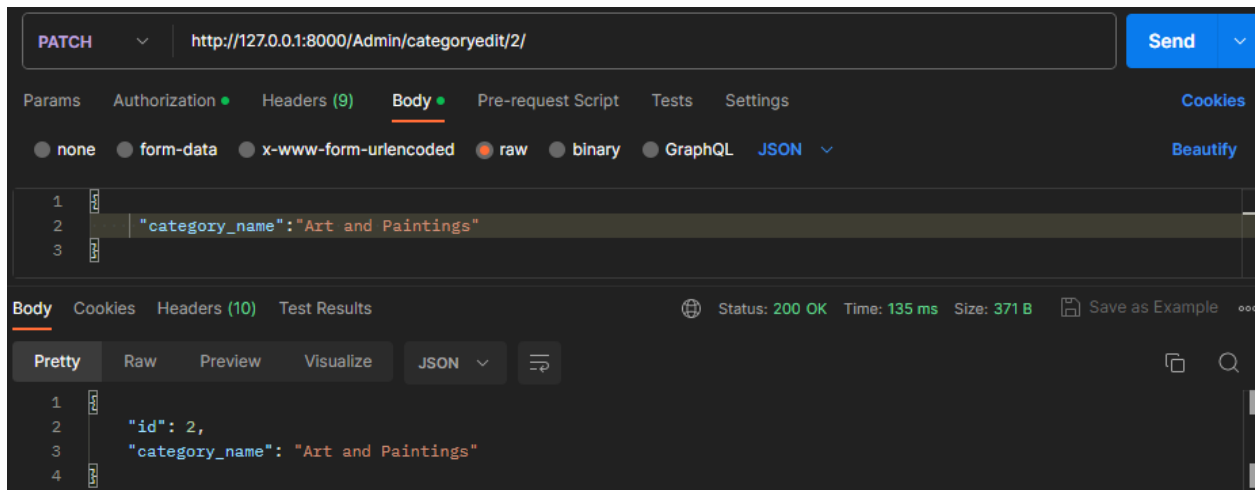 PATCH http://127.0.0.1:8000/Admin/categoryedit/2/ Send
Params Authorization Headers (9) Body Pre-request Script Tests Settings Cookies
none form-data x-www-form-urlencoded raw binary GraphQL JSON Beautify
1 {
2 "category_name":"Art and Paintings"
3 }
Body Cookies Headers (10) Test Results Status: 200 OK Time: 135 ms Size: 371 B Save as Example
Pretty Raw Preview Visualize JSON
1 {
2 "id": 2,
3 "category_name": "Art and Paintings"
4 }